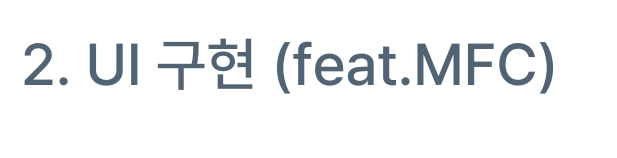 2. UI 구현 (feat.MFC)